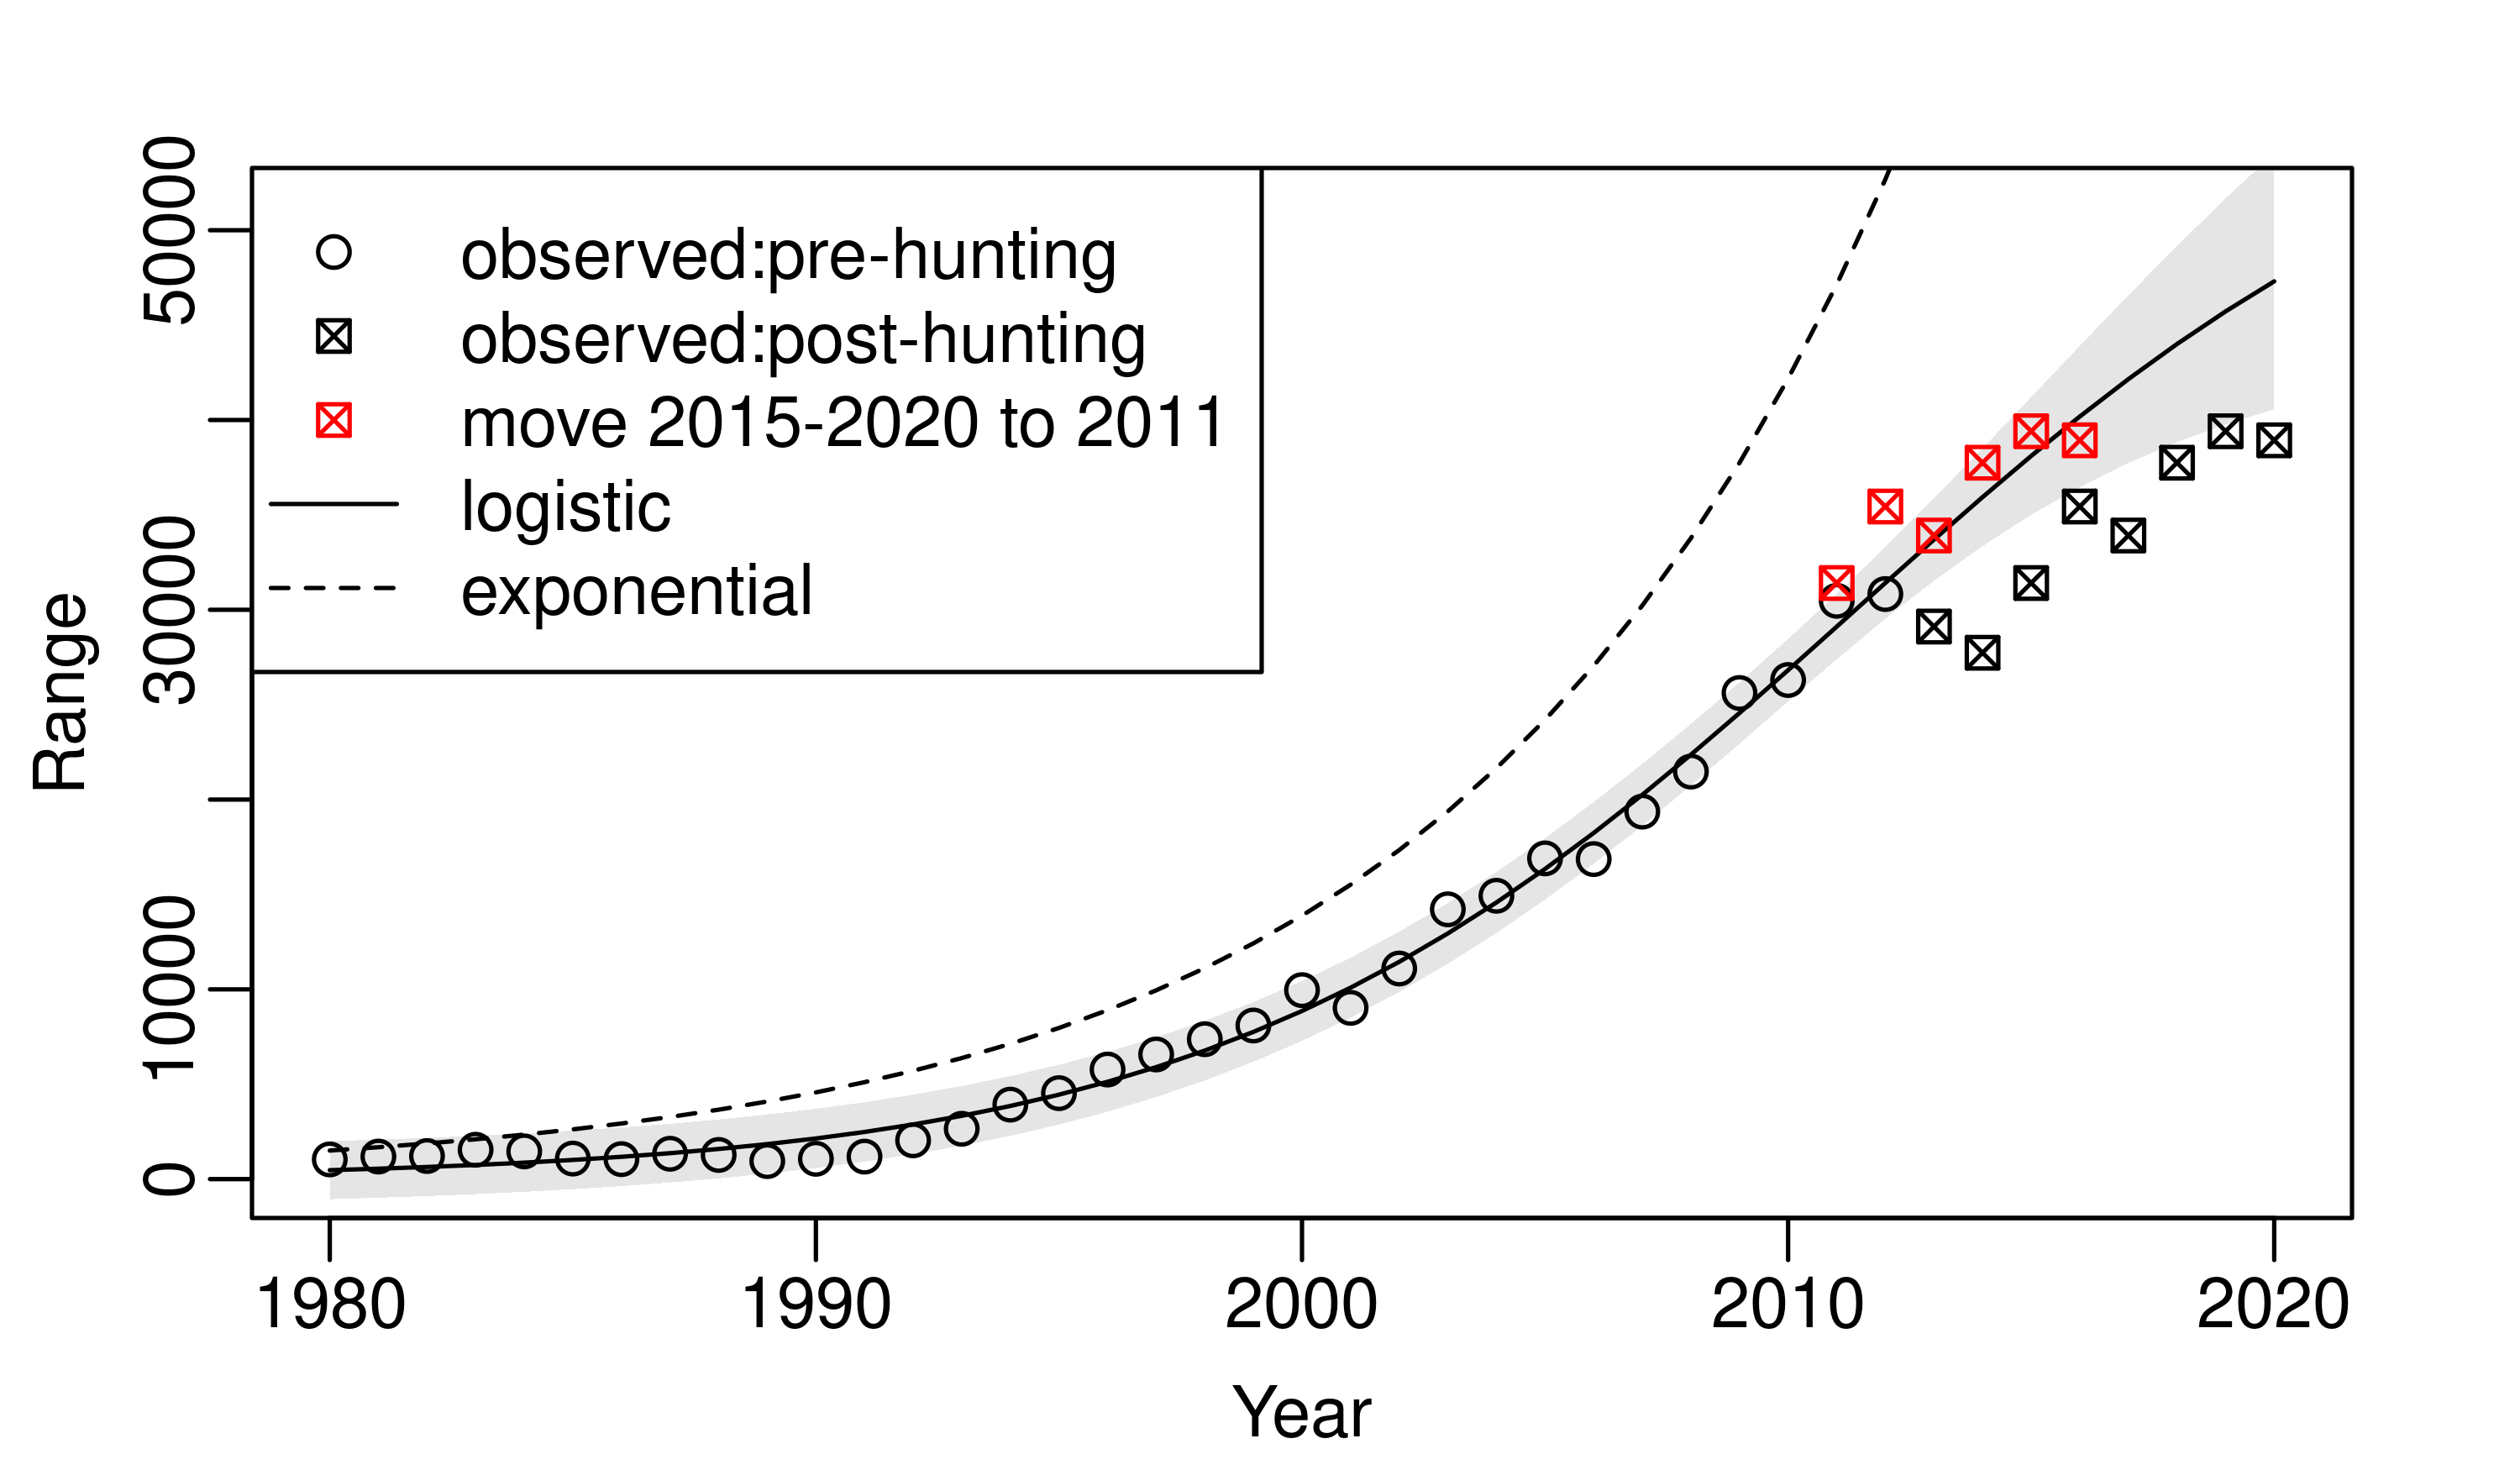 observed:pre-hunting
observed:post-hunting
move 2015-2020 to 2011
logistic
exponential
Range
50000
30000
10000
0
1980 1990 2000 2010 2020
Year